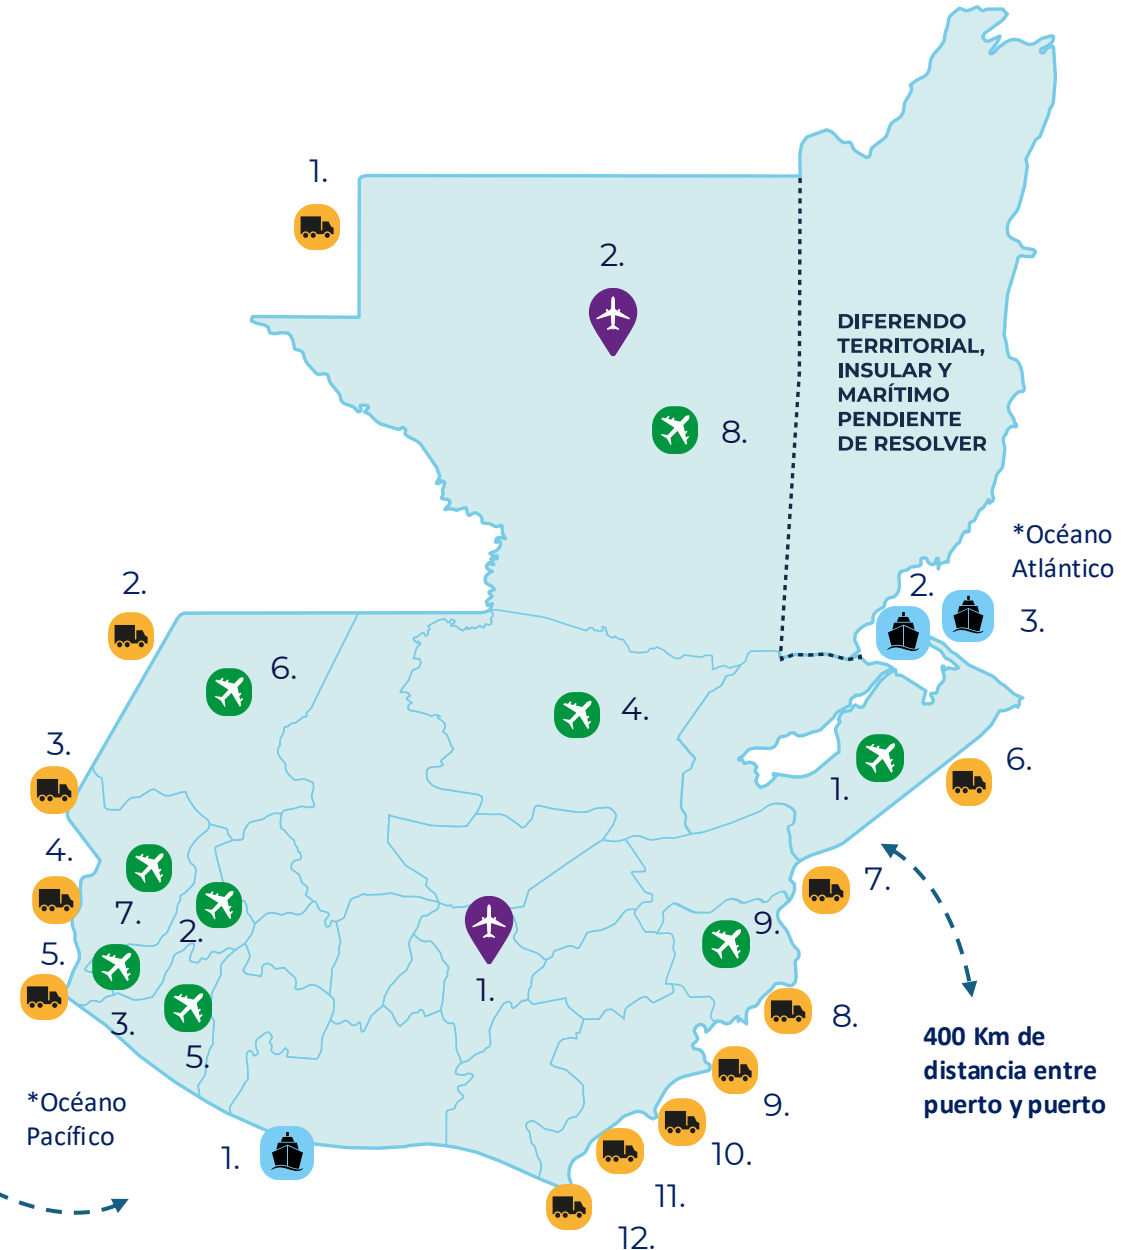 1.
2.
DIFERENDO
TERRITORIAL,
INSULAR Y
MARÍTIMO
PENDIENTE
DE RESOLVER
8.
*Océano
Atlántico
2.
2.
3.
6.
4.
3.
6.
1.
4.
7.
7.
2.
9.
5.
1.
3.
8.
5.
400 Km de
distancia entre
puerto y puerto
*Océano
Pacífico
9.
1.
10.
11.
12.